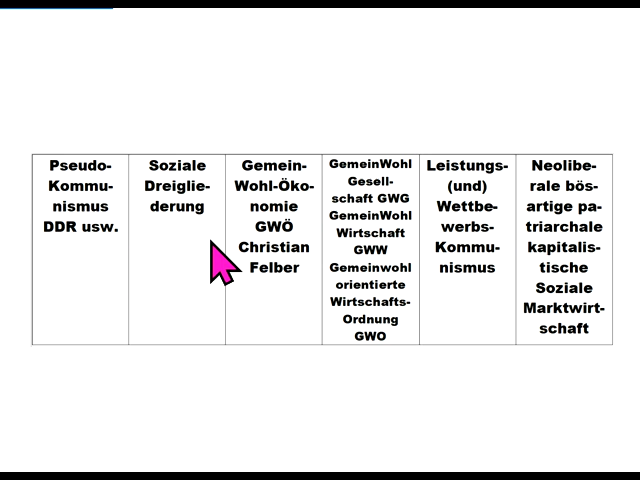 Pseudo-
Kommu-
nismus
DDR usw.
Soziale
Dreiglie-
derung
Gemein-
Wohl-Öko-
nomie
GWÖ
Christian
Felber
GemeinWohl
Gesell-
schaft GWG
GemeinWohl
Wirtschaft
GWW
Gemeinwohl
orientierte
Wirtschafts-
Ordnung
GWO
Leistungs-
(und)
Wettbe-
werbs-
Kommu-
nismus
Neolibe-
rale bös-
artige pa-
triarchale
kapitalis-
tische
Soziale
Marktwirt-
schaft